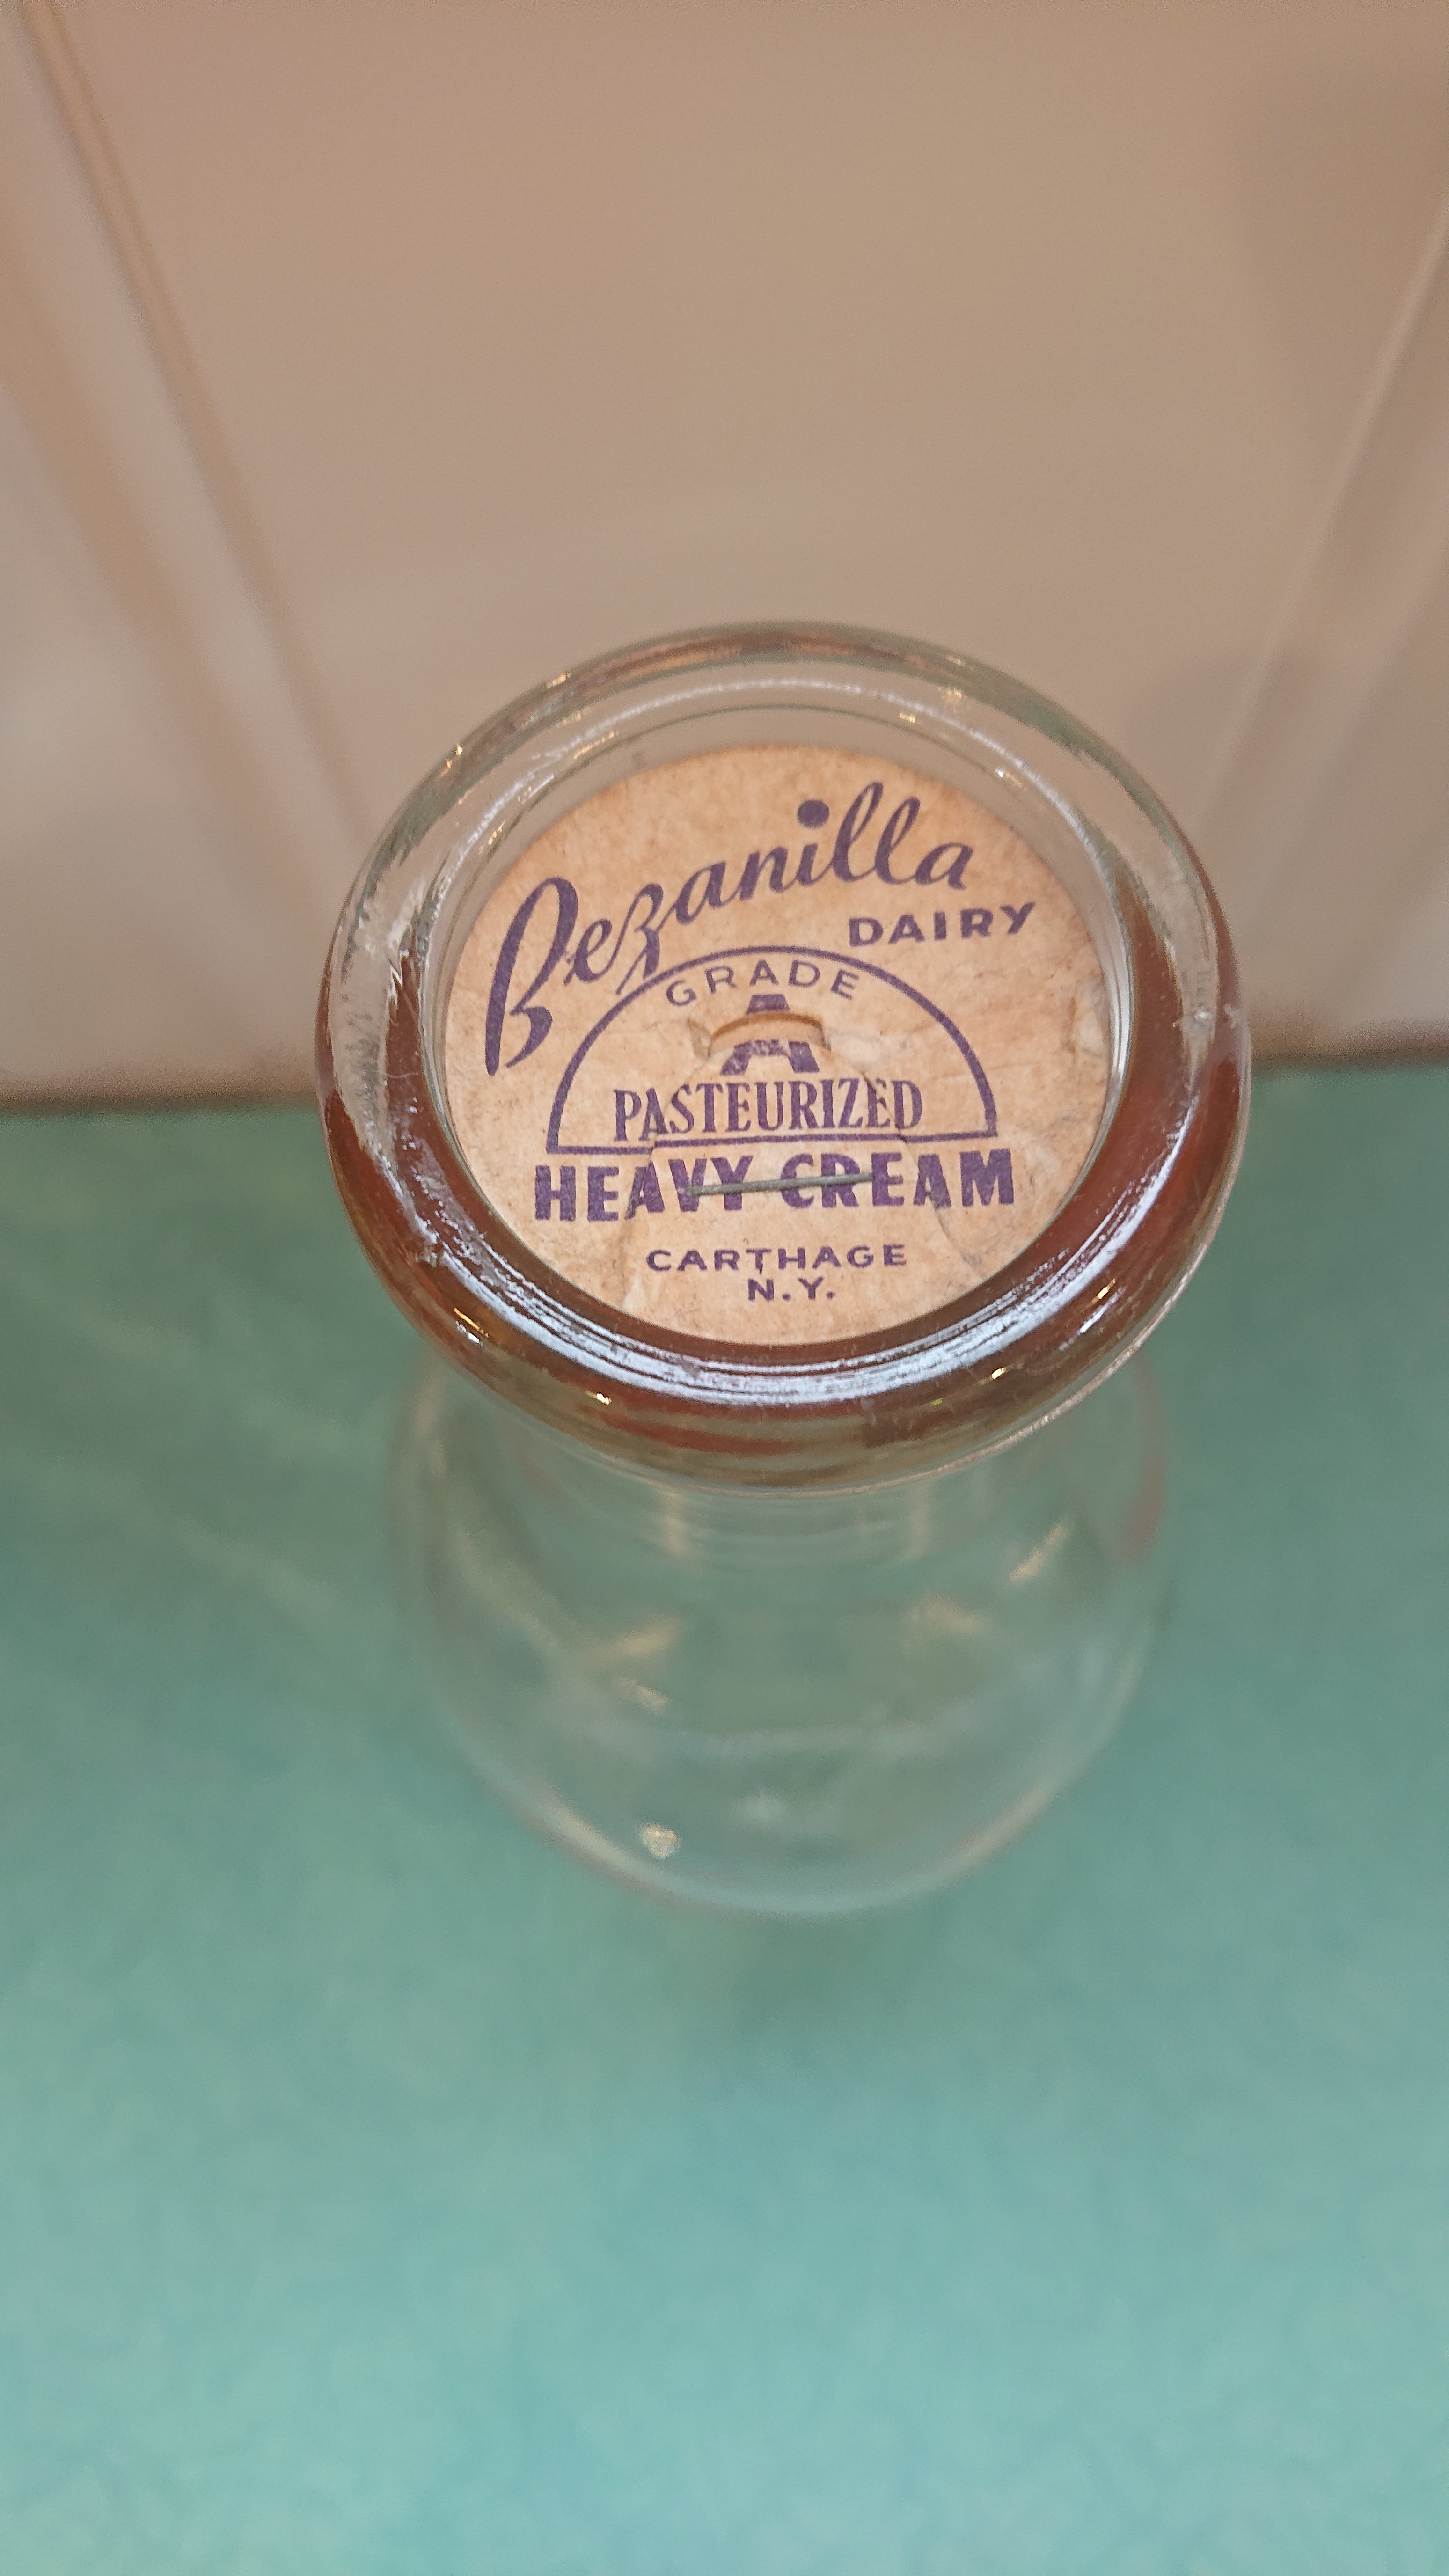 Bezanilla
DAIRY
GRADE
A
PASTEURIZED
HEAVY CREAM
CARTHAGE
N.Y.